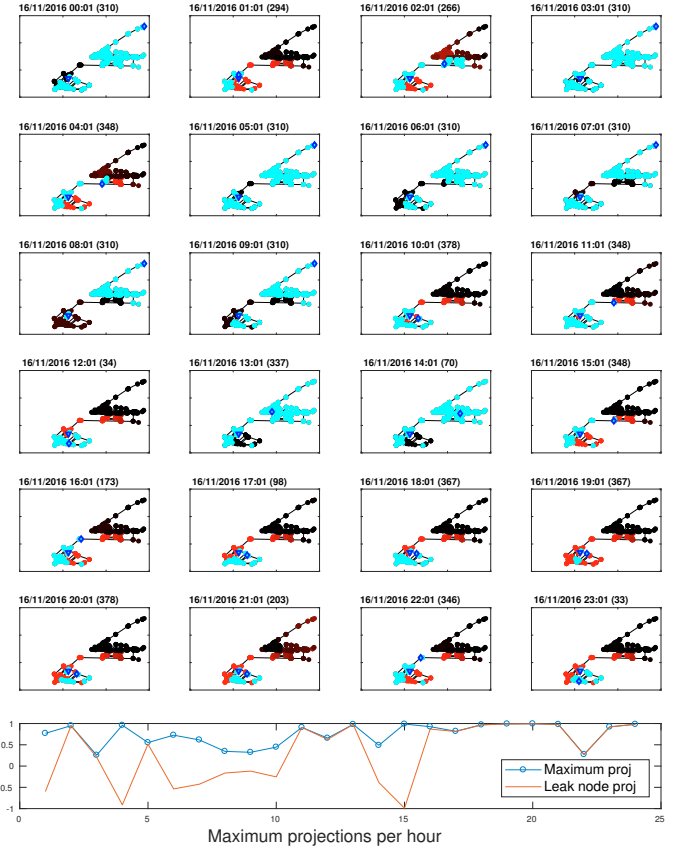 16/11/2016 00:01 (310) 16/11/2016 01:01 (294) 16/11/2016 02:01 (266) 16/11/2016 03:01 (310)
16/11/2016 04:01 (348) 16/11/2016 05:01 (310) 16/11/2016 06:01 (310) 16/11/2016 07:01 (310)
16/11/2016 08:01 (310) 16/11/2016 09:01 (310) 16/11/2016 10:01 (378) 16/11/2016 11:01 (348)
16/11/2016 12:01 (34) 16/11/2016 13:01 (337) 16/11/2016 14:01 (70) 16/11/2016 15:01 (348)
16/11/2016 16:01 (173) 16/11/2016 17:01 (98) 16/11/2016 18:01 (367) 16/11/2016 19:01 (367)
16/11/2016 20:01 (378) 16/11/2016 21:01 (203) 16/11/2016 22:01 (346) 16/11/2016 23:01 (33)
1
0.5
0
-0.5
-1
Maximum proj
Leak node proj
0 5 10 15 20 25
Maximum projections per hour